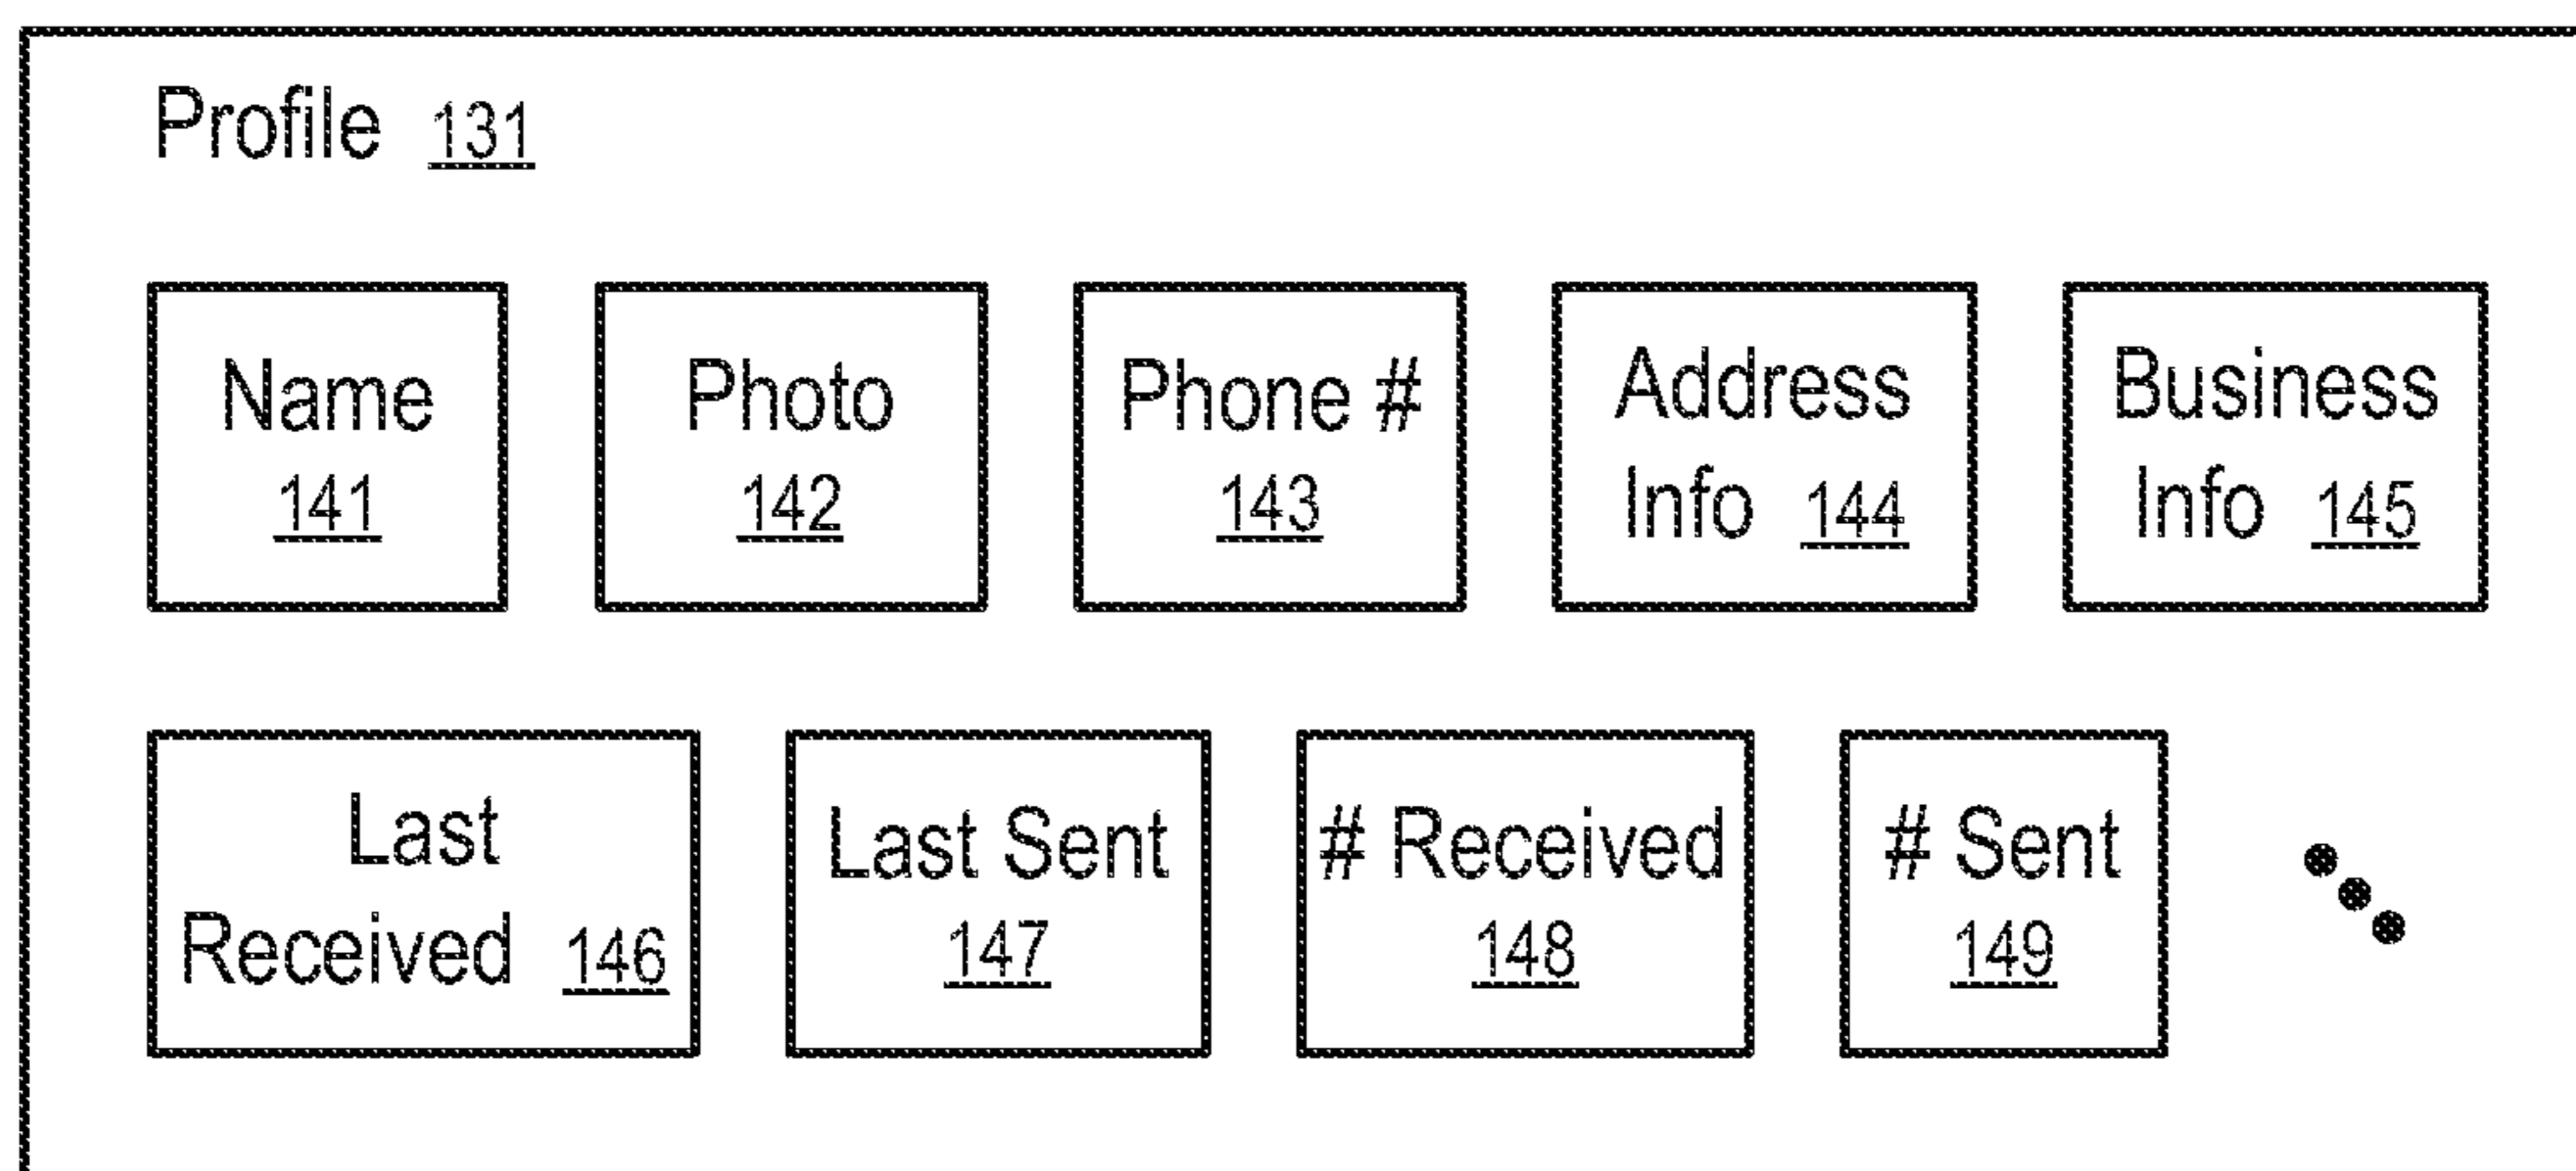 Profile 131
Name
141
Photo
142
Phone #
143
Address
Info 144
Business
Info 145
Last
Received 146
Last Sent
147
# Received
148
# Sent
149